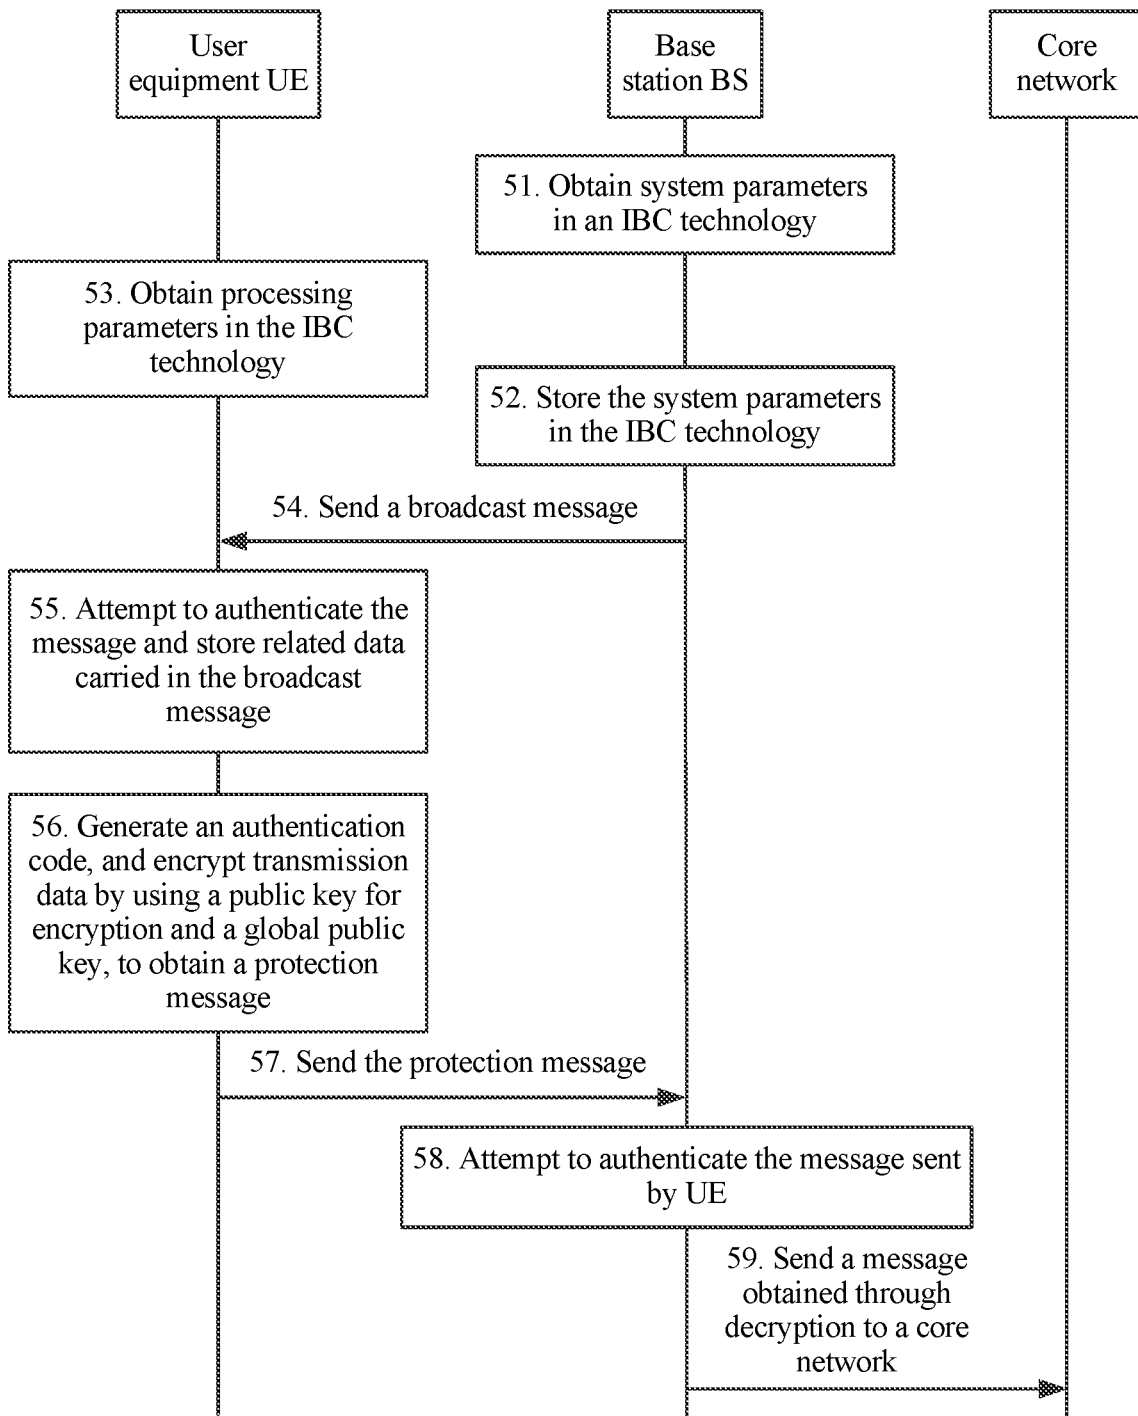 User
equipment UE
Base
station BS
Core
network
51. Obtain system parameters
in an IBC technology
53. Obtain processing
parameters in the IBC
technology
52. Store the system parameters
in the IBC technology
54. Send a broadcast message
55. Attempt to authenticate the
message and store related data
carried in the broadcast
message
56. Generate an authentication
code, and encrypt transmission
data by using a public key for
encryption and a global public
key, to obtain a protection
message
57. Send the protection message
58. Attempt to authenticate the message sent
by UE
59. Send a message
obtained through
decryption to a core
network